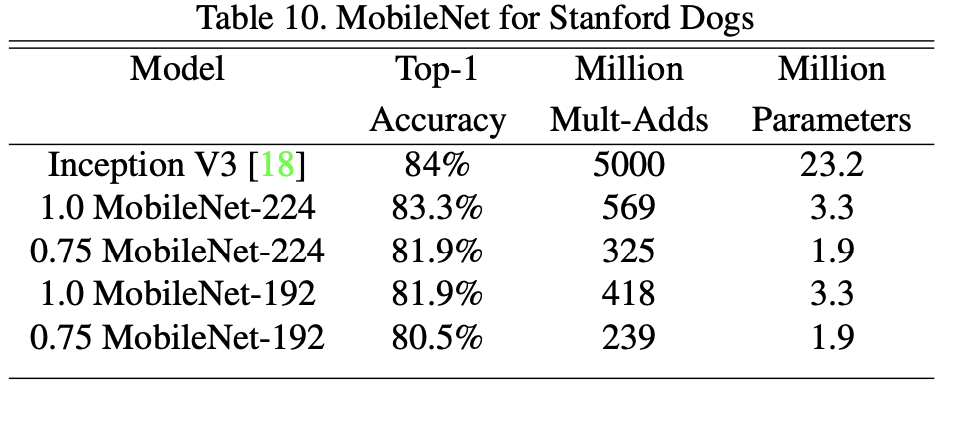 Table 10. MobileNet for Stanford Dogs
Model Top-1 Million Million
Accuracy Mult-Adds Parameters
Inception V3 [18] 84% 5000 23.2
1.0 MobileNet-224 83.3% 569 3.3
0.75 MobileNet-224 81.9% 325 1.9
1.0 MobileNet-192 81.9% 418 3.3
0.75 MobileNet-192 80.5% 239 1.9